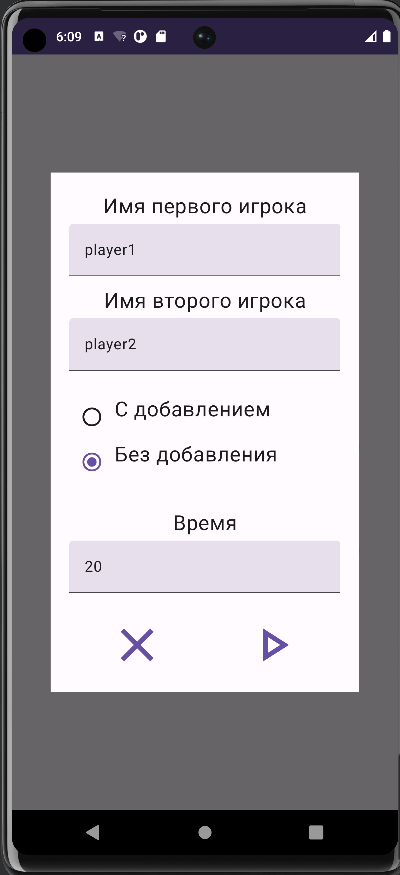 6:09
Имя первого игрока
player1
Имя второго игрока
player2
С добавлением
Без добавления
Время
20